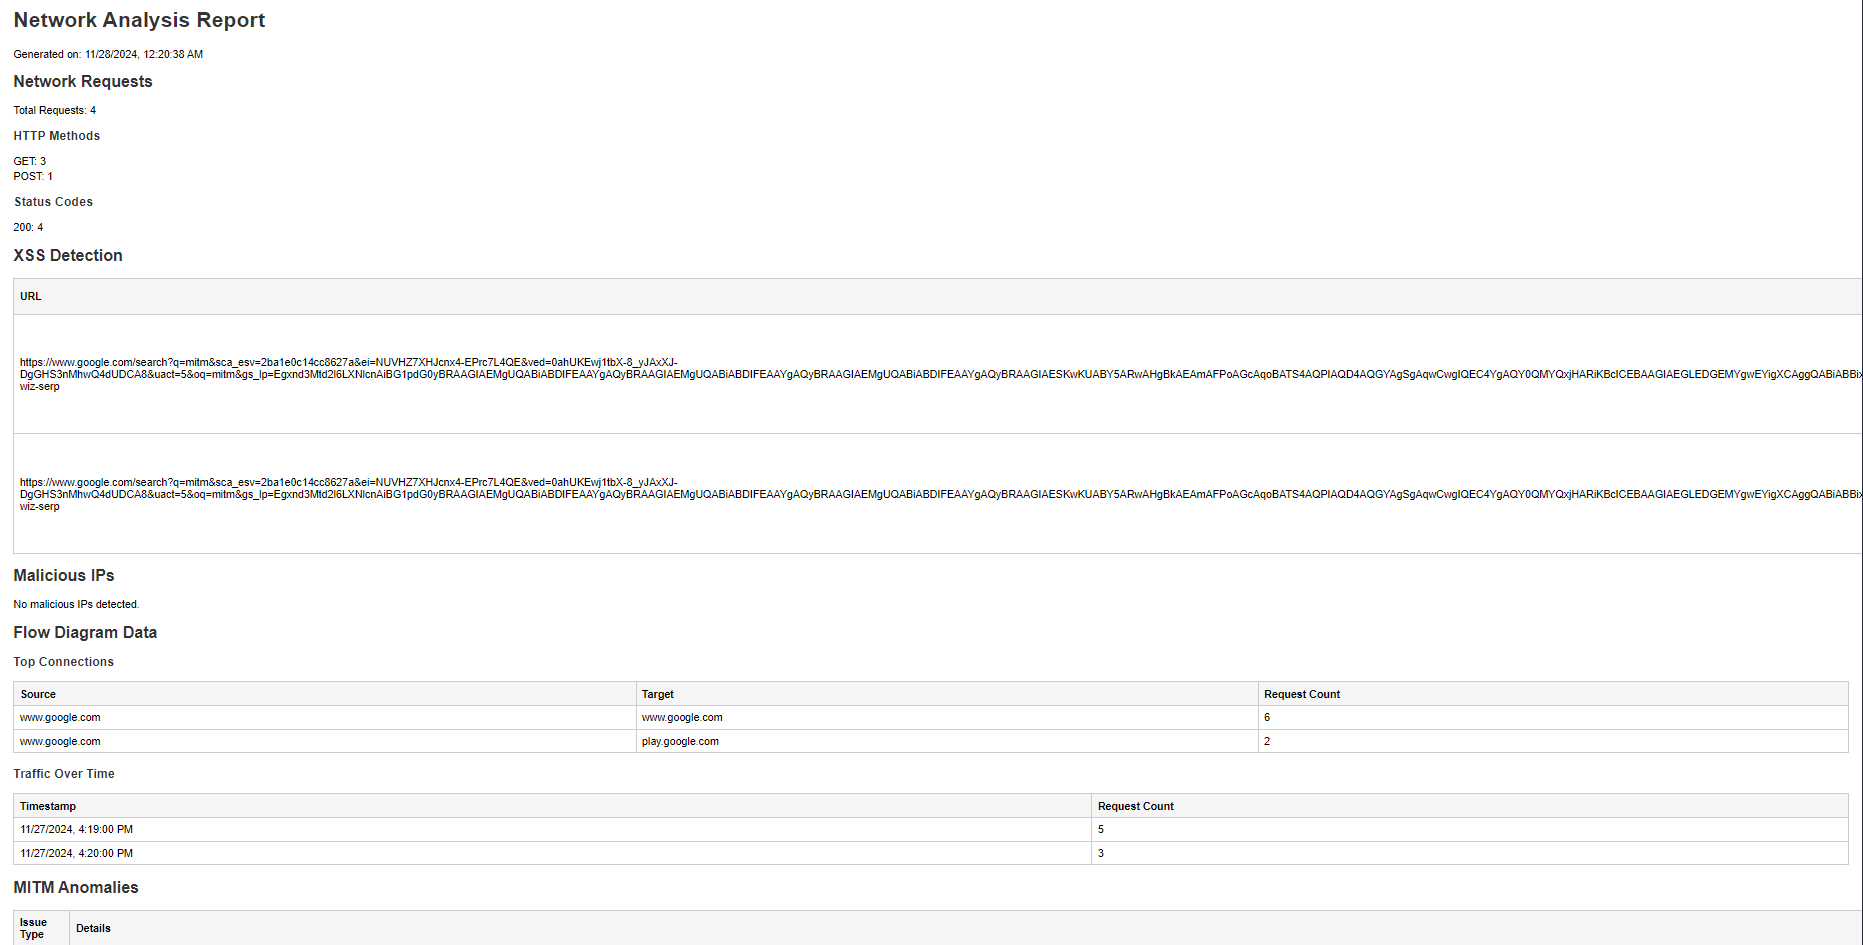 Network Analysis Report
Generated on: 11/28/2024, 12:20:38 AM
Network Requests
Total Requests: 4
HTTP Methods
GET: 3
POST: 1
Status Codes
200: 4
XSS Detection
URL
https://www.google.com/search?q=mitm&sca_esv=2ba1e0c14cc8627a&ei=NUVHZ7XHJcnx4-EPrc7L4QE&ved=0ahUKEwj1tbX-8_yJAxXJ-
DgGHS3nMhwQ4dUDCA8&uact=5&oq=mitm&gs_lp=Egxnd3Mtd2l6LXNlcnAiBG1pdG0yBRAAGIAEMgUQABiABDIFEAAYgAQyBRAAGIAEMgUQABiABDIFEAAYgAQyBRAAGIAEMgUQABiABDIFEAAYgAQyBRAAGIAESKwKUABY5ARwAHgBkAEAmAFPoAGcAqoBATS4AQPIAQD4AQGYAgSgAqwCwgIQEC4YgAQY0QMYQxjHARiKBcICEBAAGIAEGLEDGEMYgwEYigXCAggQABiABBix
wiz-serp
https://www.google.com/search?q=mitm&sca_esv=2ba1e0c14cc8627a&ei=NUVHZ7XHJcnx4-EPrc7L4QE&ved=0ahUKEwj1tbX-8_yJAxXJ-
DgGHS3nMhwQ4dUDCA8&uact=5&oq=mitm&gs_lp=Egxnd3Mtd2l6LXNlcnAiBG1pdG0yBRAAGIAEMgUQABiABDIFEAAYgAQyBRAAGIAEMgUQABiABDIFEAAYgAQyBRAAGIAEMgUQABiABDIFEAAYgAQyBRAAGIAESKwKUABY5ARwAHgBkAEAmAFPoAGcAqoBATS4AQPIAQD4AQGYAgSgAqwCwgIQEC4YgAQY0QMYQxjHARiKBcICEBAAGIAEGLEDGEMYgwEYigXCAggQABiABBix
wiz-serp
Malicious IPs
No malicious IPs detected.
Flow Diagram Data
Top Connections
Source Target Request Count
www.google.com www.google.com 6
www.google.com play.google.com 2
Traffic Over Time
Timestamp Request Count
11/27/2024, 4:19:00 PM 5
11/27/2024, 4:20:00 PM 3
MITM Anomalies
Issue
Type
Details